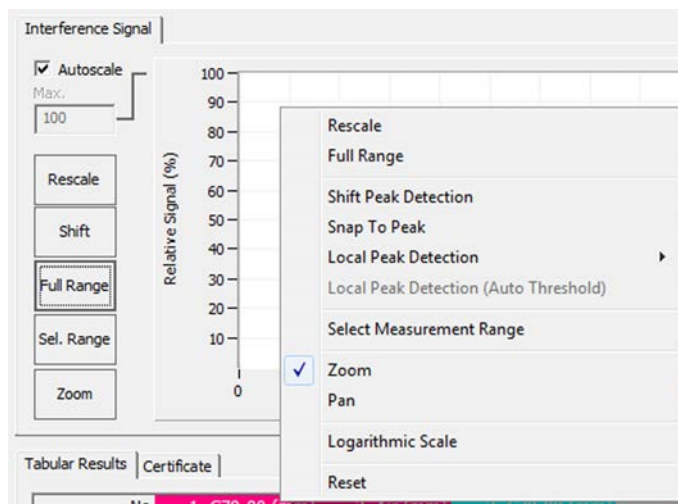 Interference Signal
Autoscale
Max.
100
Rescale
Shift
Full Range
Sel. Range
Zoom
Relative Signal (%)
100
90
80
70
60
50
40
30
20
10
0
Rescale
Full Range
Shift Peak Detection
Snap To Peak
Local Peak Detection
Local Peak Detection (Auto Threshold)
Select Measurement Range
Zoom
Pan
Logarithmic Scale
Reset
Tabular Results
Certificate